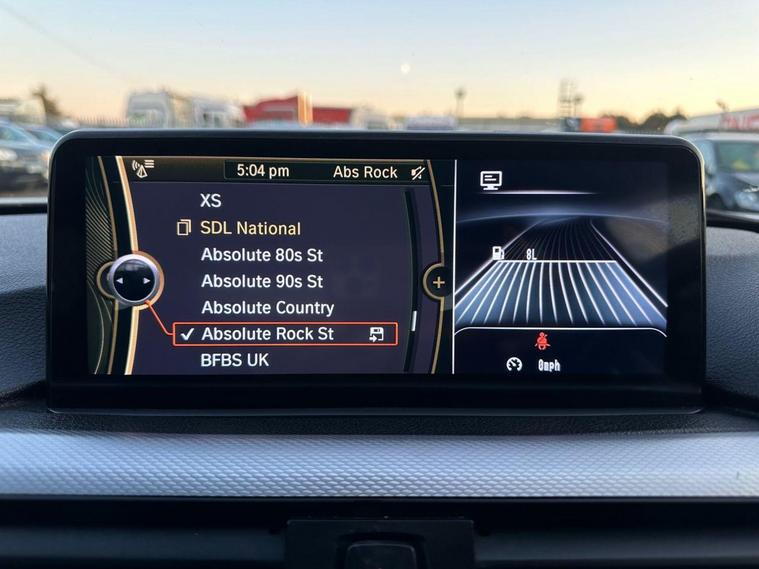 5:04 pm Abs Rock
XS
SDL National
Absolute 80s St
Absolute 90s St
Absolute Country
Absolute Rock St
BFBS UK
8L
0mph